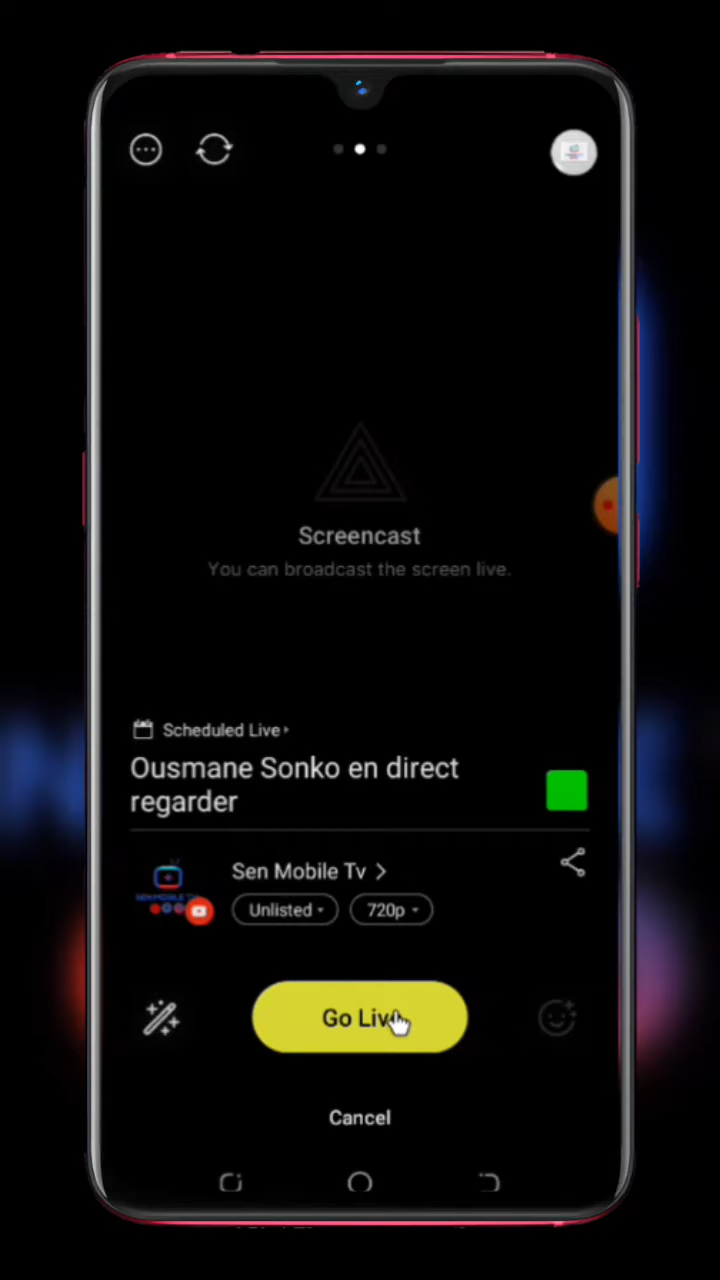 Screencast
You can broadcast the screen live.
Scheduled Live
Ousmane Sonko en direct
regarder
Sen Mobile Tv
Unlisted
720p
Go Live
Cancel